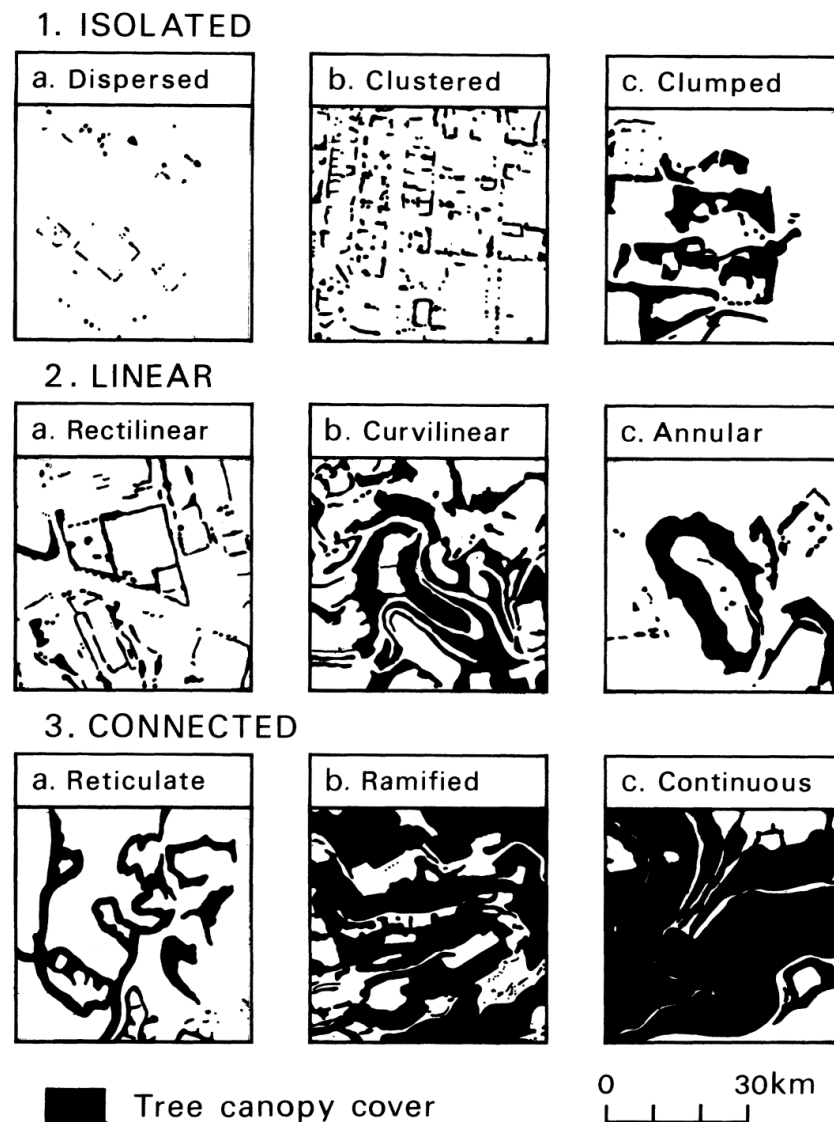 1. ISOLATED
a. Dispersed
b. Clustered
c. Clumped
2. LINEAR
a. Rectilinear
b. Curvilinear
c. Annular
3. CONNECTED
a. Reticulate
b. Ramified
c. Continuous
Tree canopy cover
0 30km